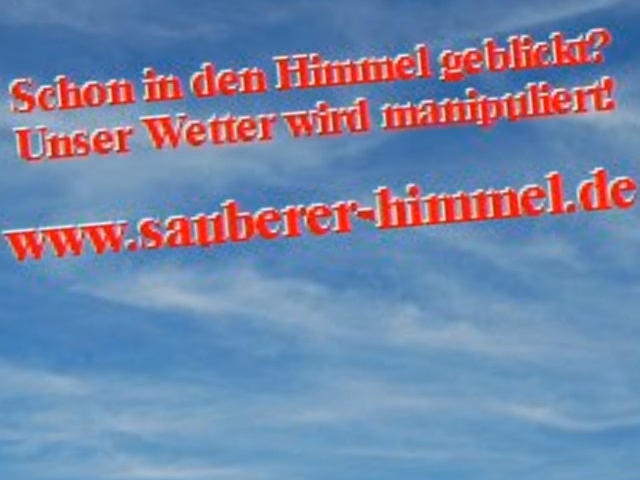 Schon in den Himmel geblickt?
Unser Wetter wird manipuliert!
www.sauberer-himmel.de